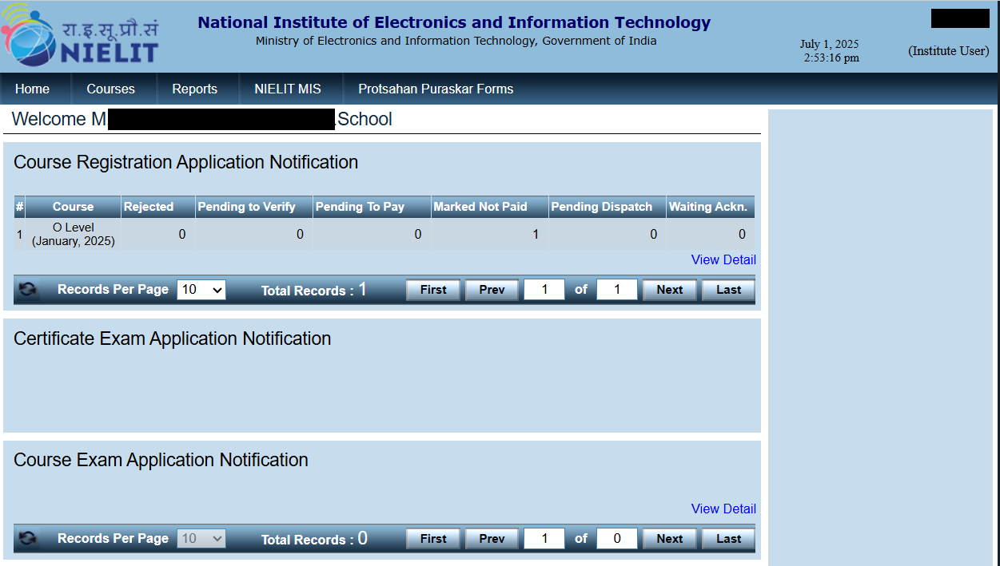 रा.इ.सू.प्रौ.सं
NIELIT
National Institute of Electronics and Information Technology
Ministry of Electronics and Information Technology, Government of India
July 1, 2025
2:53:16 pm
(Institute User)
Home Courses Reports NIELIT MIS Protsahan Puraskar Forms
Welcome M School
Course Registration Application Notification
# Course Rejected Pending to Verify Pending To Pay Marked Not Paid Pending Dispatch Waiting Ackn.
1 O Level (January, 2025) 0 0 0 1 0 0
View Detail
Records Per Page 10 Total Records : 1 First Prev 1 of 1 Next Last
Certificate Exam Application Notification
Course Exam Application Notification
View Detail
Records Per Page 10 Total Records : 0 First Prev 1 of 0 Next Last